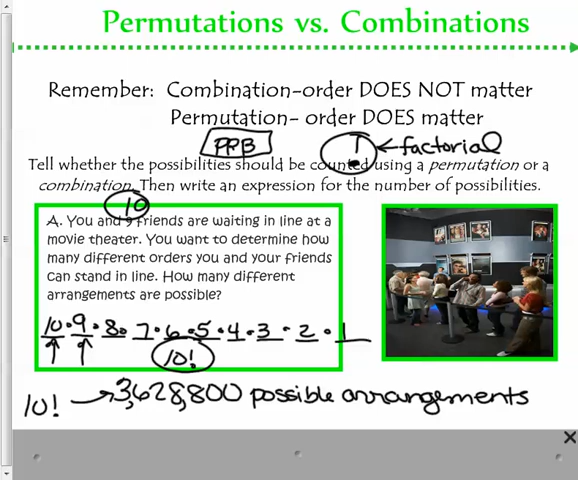 Permutations vs. Combinations
Remember: Combination-order DOES NOT matter
Permutation- order DOES matter
PPB
! ← factorial
Tell whether the possibilities should be counted using a permutation or a
combination. Then write an expression for the number of possibilities.
10
A. You and 9 friends are waiting in line at a
movie theater. You want to determine how
many different orders you and your friends
can stand in line. How many different
arrangements are possible?
10 · 9 · 8 · 7 · 6 · 5 · 4 · 3 · 2 · 1
10!
10! → 3,628,800 possible arrangements